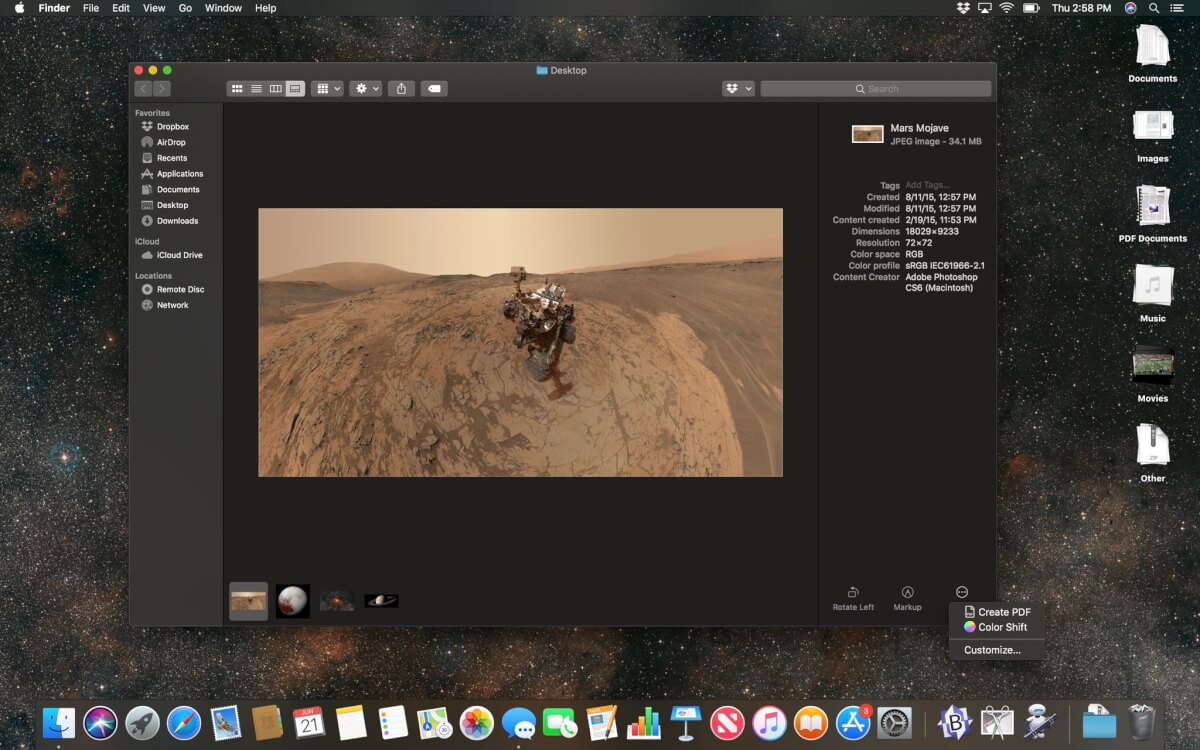 Finder File Edit View Go Window Help
Thu 2:58 PM
Desktop
Search
Favorites
Dropbox
AirDrop
Recents
Applications
Documents
Desktop
Downloads
iCloud
iCloud Drive
Locations
Remote Disc
Network
Mars Mojave
JPEG image - 34.1 MB
Tags Add Tags...
Created 8/11/15, 12:57 PM
Modified 8/11/15, 12:57 PM
Content created 2/19/15, 11:53 PM
Dimensions 18029×9233
Resolution 72×72
Color space RGB
Color profile sRGB IEC61966-2.1
Content Creator Adobe Photoshop
CS6 (Macintosh)
Rotate Left
Markup
Create PDF
Color Shift
Customize...
Documents
Images
PDF Documents
Music
Movies
ZIP
Other
JUN
21
3
B